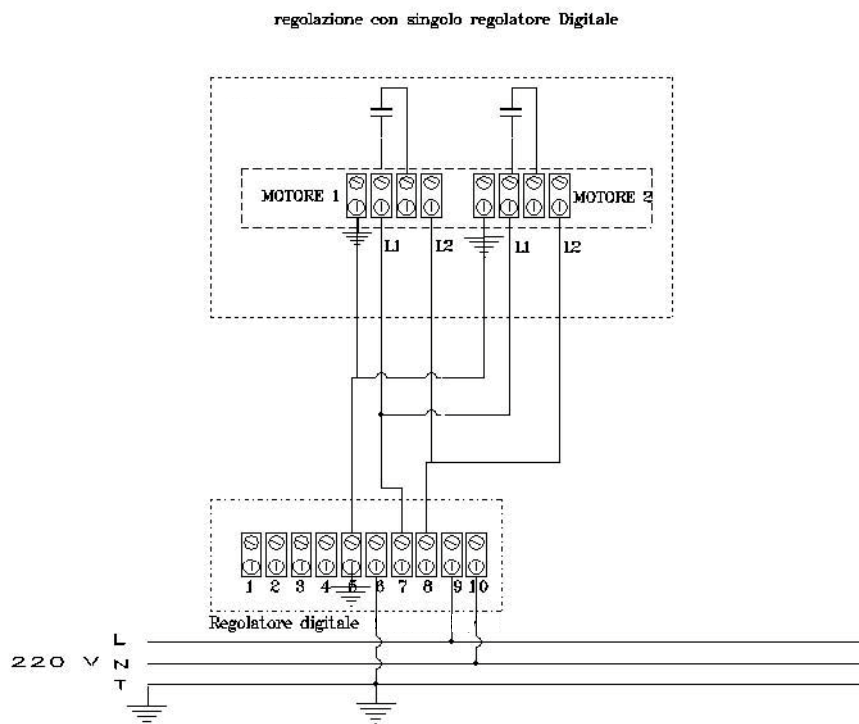 regolazione con singolo regolatore Digitale
MOTORE 1
MOTORE 2
L1
L2
L1
L2
1 2 3 4 5 6 7 8 9 10
Regolatore digitale
L
220 V N
T